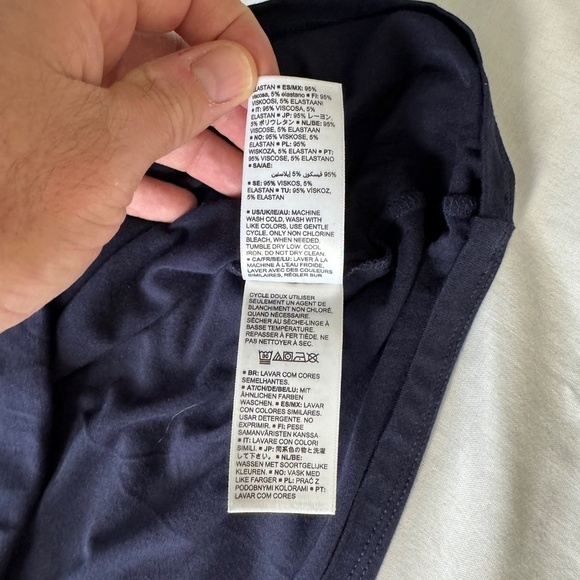 ELASTAN ■ ES/MX: 95%
viscosa, 5% elastano ■ FI: 95%
VISKOOSI, 5% ELASTAANI
■ IT: 95% VISCOSA, 5%
ELASTAN ■ JP: 95% レーヨン,
5% ポリウレタン ■ NL/BE: 95%
VISCOSE, 5% ELASTAAN
■ NO: 95% VISKOSE, 5%
ELASTAN ■ PL: 95%
WISKOZA, 5% ELASTAN ■ PT:
95% VISCOSE, 5% ELASTANO
■ SA/AE:
95% فيسكوز, 5% إيلاستين
■ SE: 95% VISKOS, 5%
ELASTAN ■ TU: 95% VİSKOZ,
5% ELASTAN
■ US/UK/IE/AU: MACHINE
WASH COLD, WASH WITH
LIKE COLORS, USE GENTLE
CYCLE. ONLY NON CHLORINE
BLEACH, WHEN NEEDED.
TUMBLE DRY LOW. COOL
IRON. DO NOT DRY CLEAN.
■ CA/FR/BE/LU: LAVER À LA
MACHINE À L'EAU FROIDE,
LAVER AVEC DES COULEURS
SIMILAIRES, RÉGLER SUR
CYCLE DOUX UTILISER
SEULEMENT UN AGENT DE
BLANCHIMENT NON CHLORÉ,
QUAND NÉCESSAIRE.
SÉCHER AU SÈCHE-LINGE À
BASSE TEMPÉRATURE.
REPASSER À FER TIÈDE. NE
PAS NETTOYER À SEC.
■ BR: LAVAR COM CORES
SEMELHANTES.
■ AT/CH/DE/BE/LU: MIT
ÄHNLICHEN FARBEN
WASCHEN. ■ ES/MX: LAVAR
CON COLORES SIMILARES.
USAR DETERGENTE. NO
EXPRIMIR. ■ FI: PESE
SAMANVÄRISTEN KANSSA
■ IT: LAVARE CON COLORI
SIMILI. ■ JP: 同系色の物と洗濯
して下さい。 ■ NL/BE:
WASSEN MET SOORTGELIJKE
KLEUREN. ■ NO: VASK MED
LIKE FARGER ■ PL: PRAĆ Z
PODOBNYMI KOLORAMI ■ PT:
LAVAR COM CORES